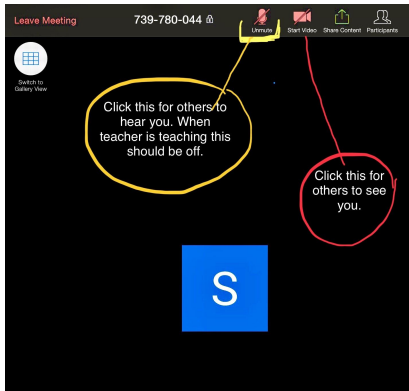 Leave Meeting 739-780-044 Unmute Start Video Share Content Participants
Switch to
Gallery View
Click this for others to
hear you. When
teacher is teaching this
should be off.
Click this for
others to see
you.
S